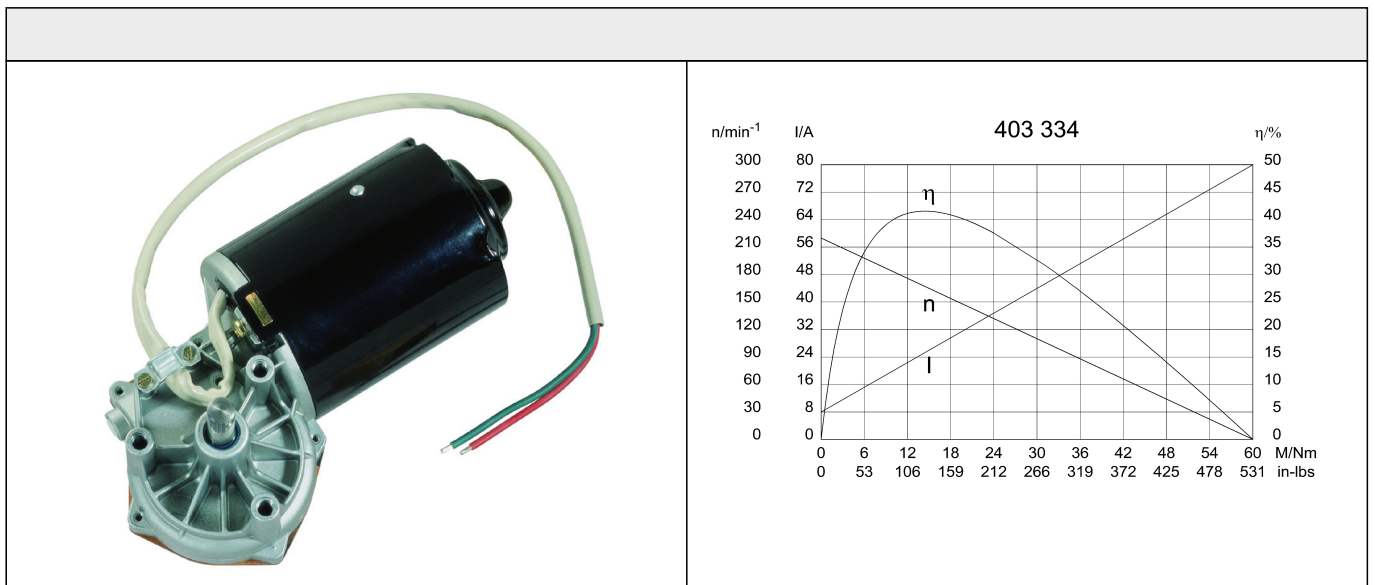 403 334
n/min-1 I/A η/%
300 80 50
270 72 45
240 64 40
210 56 35
180 48 30
150 40 25
120 32 20
90 24 15
60 16 10
30 8 5
0 0 0
η
n
I
0 6 12 18 24 30 36 42 48 54 60 M/Nm
0 53 106 159 212 266 319 372 425 478 531 in-lbs